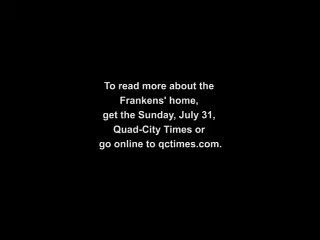 To read more about the
Frankens' home,
get the Sunday, July 31,
Quad-City Times or
go online to qctimes.com.